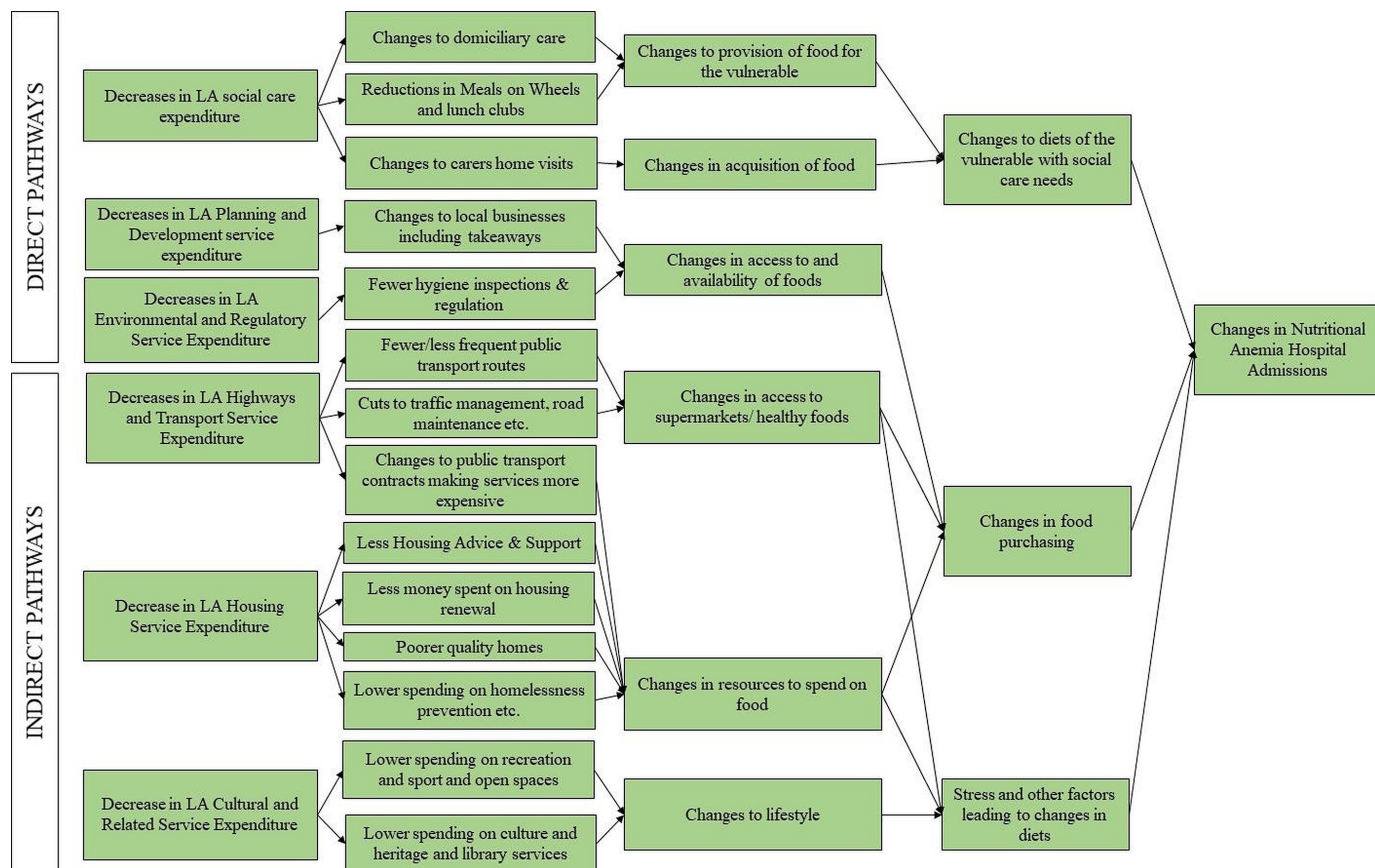 DIRECT PATHWAYS
INDIRECT PATHWAYS
Decreases in LA social care
expenditure
Decreases in LA Planning and
Development service
expenditure
Decreases in LA
Environmental and Regulatory
Service Expenditure
Decreases in LA Highways
and Transport Service
Expenditure
Decrease in LA Housing
Service Expenditure
Decrease in LA Cultural and
Related Service Expenditure
Changes to domiciliary care
Reductions in Meals on Wheels
and lunch clubs
Changes to carers home visits
Changes to local businesses
including takeaways
Fewer hygiene inspections &
regulation
Fewer/less frequent public
transport routes
Cuts to traffic management, road
maintenance etc.
Changes to public transport
contracts making services more
expensive
Less Housing Advice & Support
Less money spent on housing
renewal
Poorer quality homes
Lower spending on homelessness
prevention etc.
Lower spending on recreation
and sport and open spaces
Lower spending on culture and
heritage and library services
Changes to provision of food for
the vulnerable
Changes in acquisition of food
Changes in access to and
availability of foods
Changes in access to
supermarkets/ healthy foods
Changes in resources to spend on
food
Changes to lifestyle
Changes to diets of the
vulnerable with social
care needs
Changes in food
purchasing
Stress and other factors
leading to changes in
diets
Changes in Nutritional
Anemia Hospital
Admissions